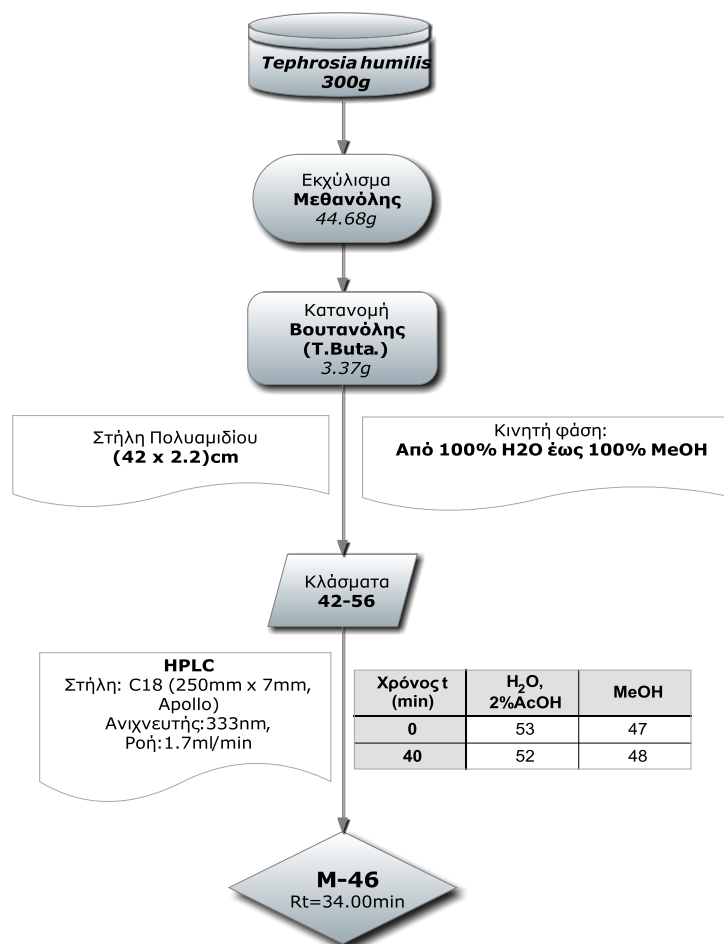 Tephrosia humilis
300g
Εκχύλισμα
Μεθανόλης
44.68g
Κατανομή
Βουτανόλης
(T.Buta.)
3.37g
Στήλη Πολυαμιδίου
(42 x 2.2)cm
Κινητή φάση:
Από 100% H2O έως 100% MeOH
Κλάσματα
42-56
HPLC
Στήλη: C18 (250mm x 7mm,
Apollo)
Ανιχνευτής:333nm,
Ροή:1.7ml/min
Χρόνος t (min) H₂O, 2%AcOH MeOH
0 53 47
40 52 48
M-46
Rt=34.00min